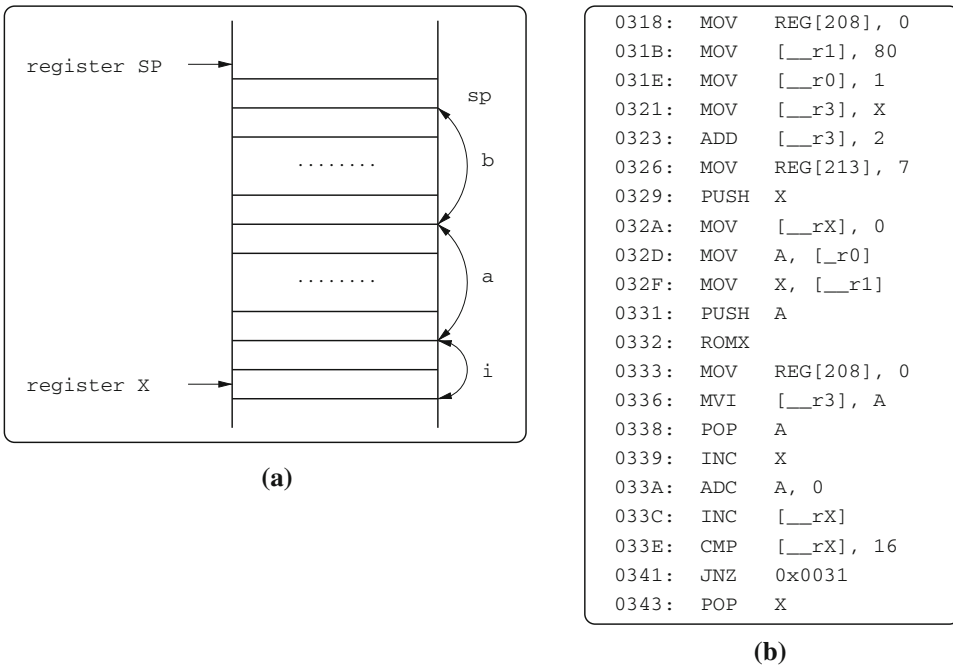 register SP
sp
b
........
a
........
i
register X
(a)
0318: MOV REG[208], 0
031B: MOV [__r1], 80
031E: MOV [__r0], 1
0321: MOV [__r3], X
0323: ADD [__r3], 2
0326: MOV REG[213], 7
0329: PUSH X
032A: MOV [__rX], 0
032D: MOV A, [_r0]
032F: MOV X, [__r1]
0331: PUSH A
0332: ROMX
0333: MOV REG[208], 0
0336: MVI [__r3], A
0338: POP A
0339: INC X
033A: ADC A, 0
033C: INC [__rX]
033E: CMP [__rX], 16
0341: JNZ 0x0031
0343: POP X
(b)